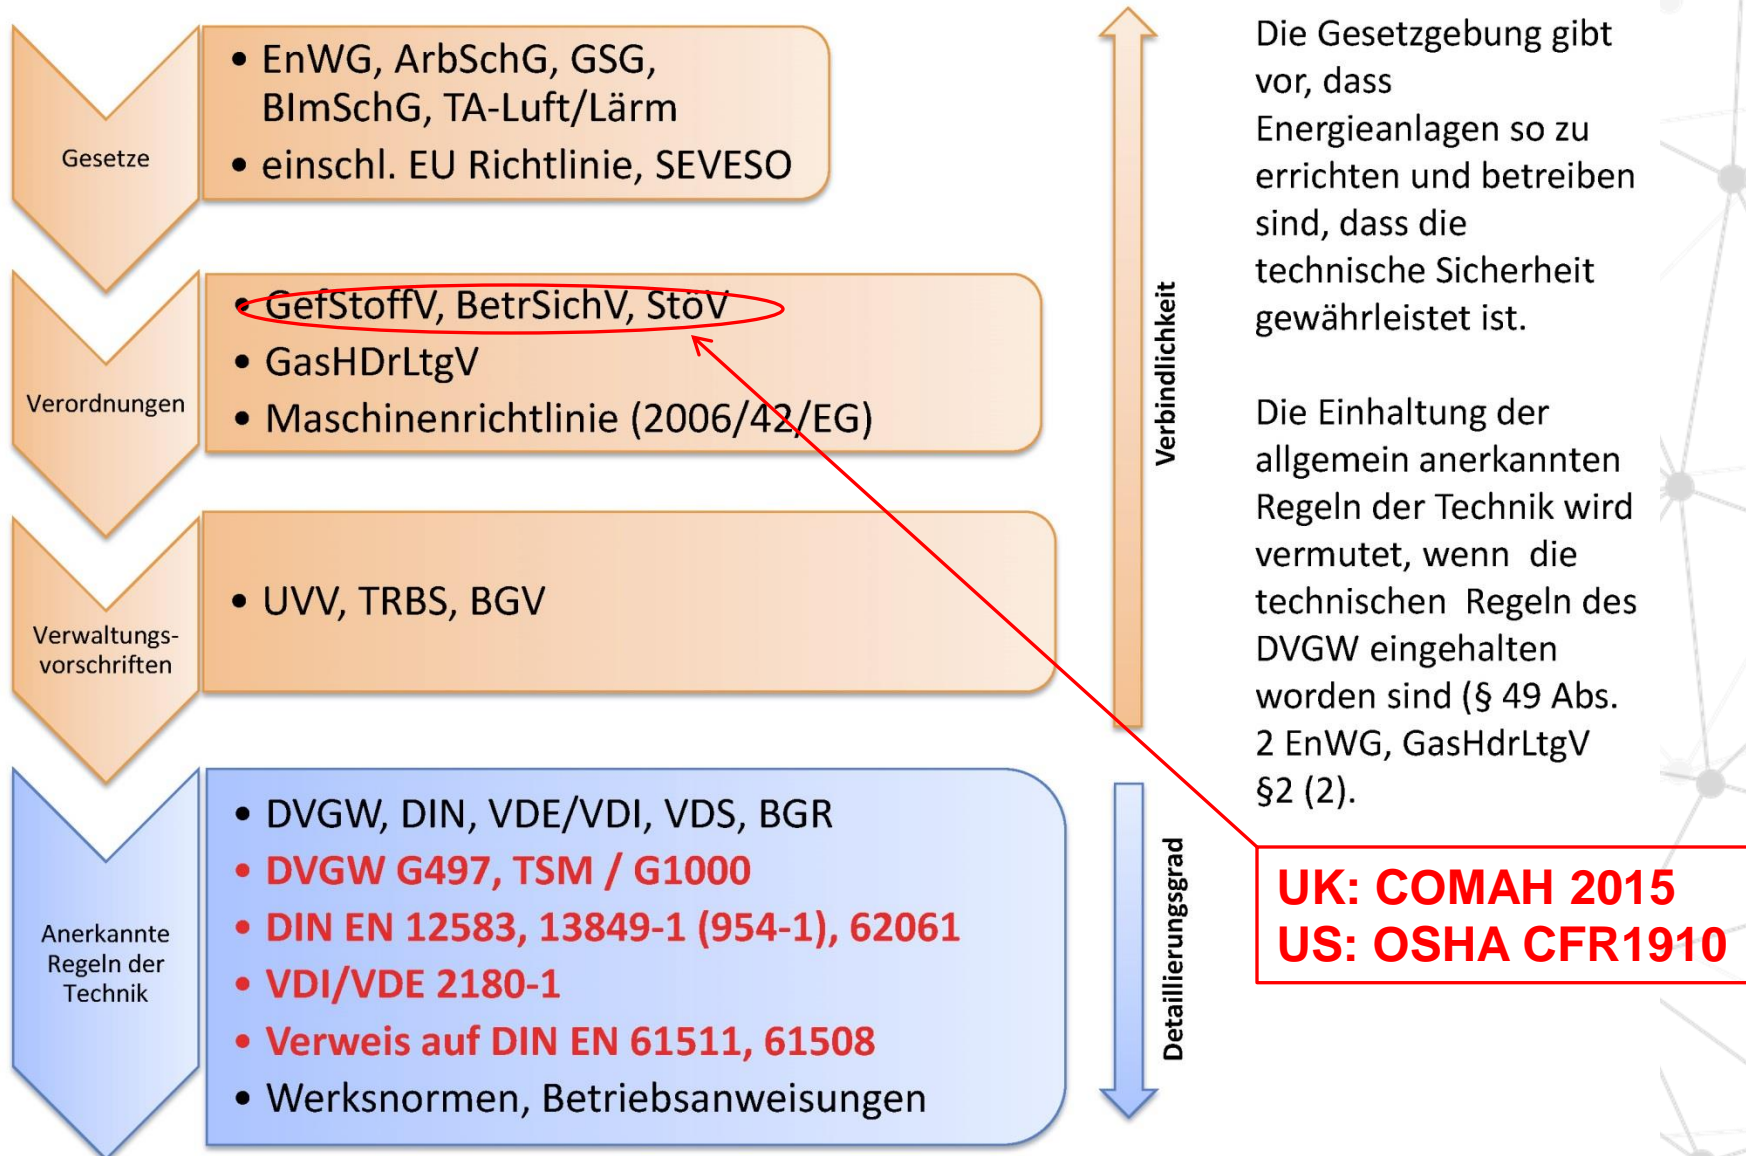 Gesetze
• EnWG, ArbSchG, GSG,
BImSchG, TA-Luft/Lärm
• einschl. EU Richtlinie, SEVESO
Verordnungen
• GefStoffV, BetrSichV, StöV
• GasHDrLtgV
• Maschinenrichtlinie (2006/42/EG)
Verwaltungs-
vorschriften
• UVV, TRBS, BGV
Anerkannte
Regeln der
Technik
• DVGW, DIN, VDE/VDI, VDS, BGR
• DVGW G497, TSM / G1000
• DIN EN 12583, 13849-1 (954-1), 62061
• VDI/VDE 2180-1
• Verweis auf DIN EN 61511, 61508
• Werksnormen, Betriebsanweisungen
Verbindlichkeit
Detaillierungsgrad
Die Gesetzgebung gibt
vor, dass
Energieanlagen so zu
errichten und betreiben
sind, dass die
technische Sicherheit
gewährleistet ist.
Die Einhaltung der
allgemein anerkannten
Regeln der Technik wird
vermutet, wenn die
technischen Regeln des
DVGW eingehalten
worden sind (§ 49 Abs.
2 EnWG, GasHdrLtgV
§2 (2).
UK: COMAH 2015
US: OSHA CFR1910